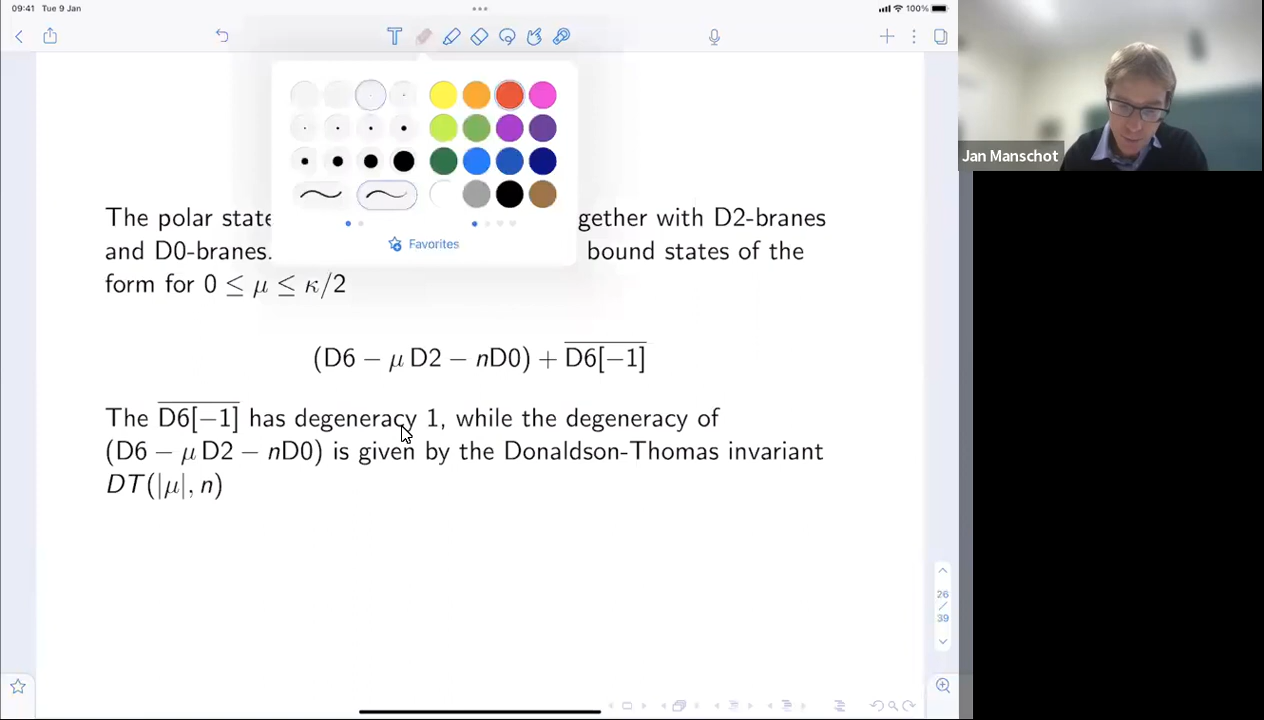 09:41 Tue 9 Jan
100%
T
Jan Manschot
Favorites
The polar state
gether with D2-branes
and D0-branes.
bound states of the
form for 0 ≤ μ ≤ κ/2
(D6 − μ D2 − nD0) + \overline{D6[−1]}
The \overline{D6[−1]} has degeneracy 1, while the degeneracy of
(D6 − μ D2 − nD0) is given by the Donaldson-Thomas invariant
DT(|μ|, n)
26
/
39